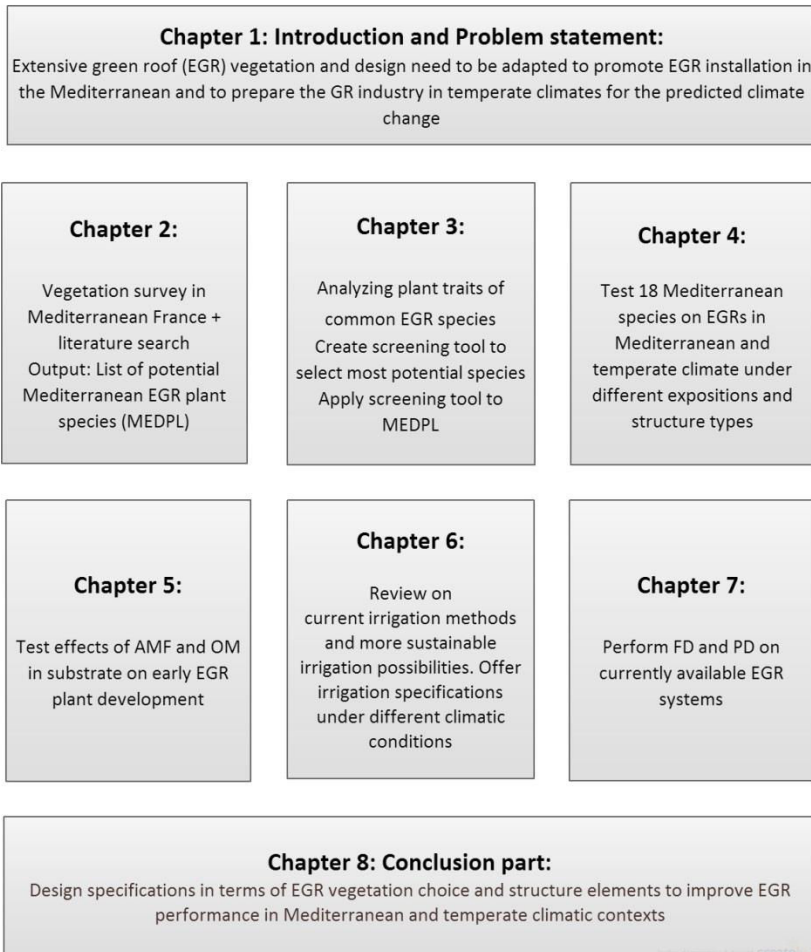 Chapter 1: Introduction and Problem statement:
Extensive green roof (EGR) vegetation and design need to be adapted to promote EGR installation in
the Mediterranean and to prepare the GR industry in temperate climates for the predicted climate
change
Chapter 2:
Vegetation survey in
Mediterranean France +
literature search
Output: List of potential
Mediterranean EGR plant
species (MEDPL)
Chapter 3:
Analyzing plant traits of
common EGR species
Create screening tool to
select most potential species
Apply screening tool to
MEDPL
Chapter 4:
Test 18 Mediterranean
species on EGRs in
Mediterranean and
temperate climate under
different expositions and
structure types
Chapter 5:
Test effects of AMF and OM
in substrate on early EGR
plant development
Chapter 6:
Review on
current irrigation methods
and more sustainable
irrigation possibilities. Offer
irrigation specifications
under different climatic
conditions
Chapter 7:
Perform FD and PD on
currently available EGR
systems
Chapter 8: Conclusion part:
Design specifications in terms of EGR vegetation choice and structure elements to improve EGR
performance in Mediterranean and temperate climatic contexts